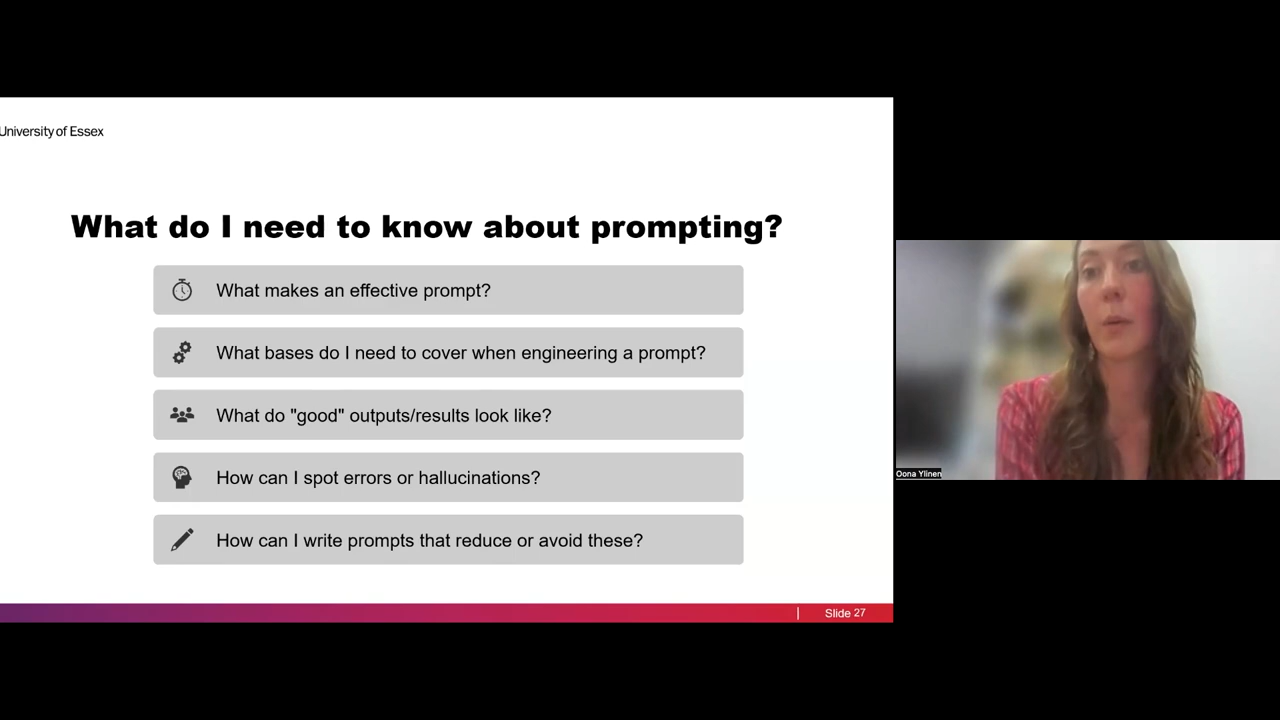 University of Essex
What do I need to know about prompting?
What makes an effective prompt?
What bases do I need to cover when engineering a prompt?
What do "good" outputs/results look like?
How can I spot errors or hallucinations?
How can I write prompts that reduce or avoid these?
Slide 27
Oona Ylinen